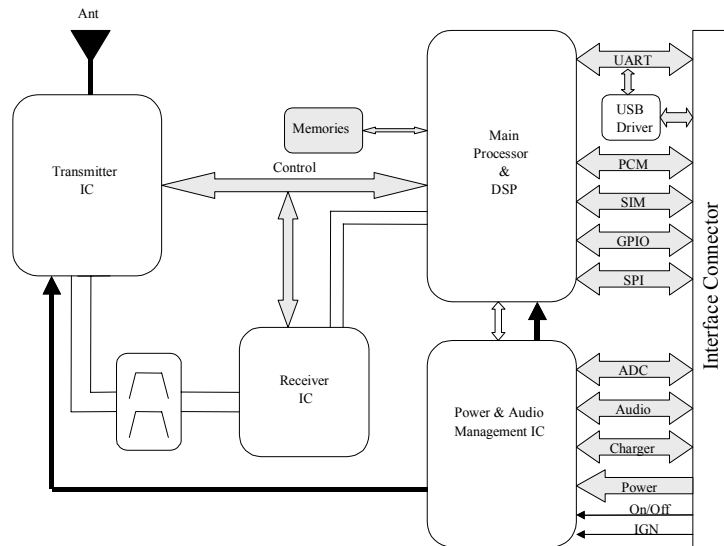 Ant
Transmitter
IC
Memories
Control
Main
Processor
&
DSP
UART
USB
Driver
PCM
SIM
GPIO
SPI
Receiver
IC
Power & Audio
Management IC
ADC
Audio
Charger
Power
On/Off
IGN
Interface Connector